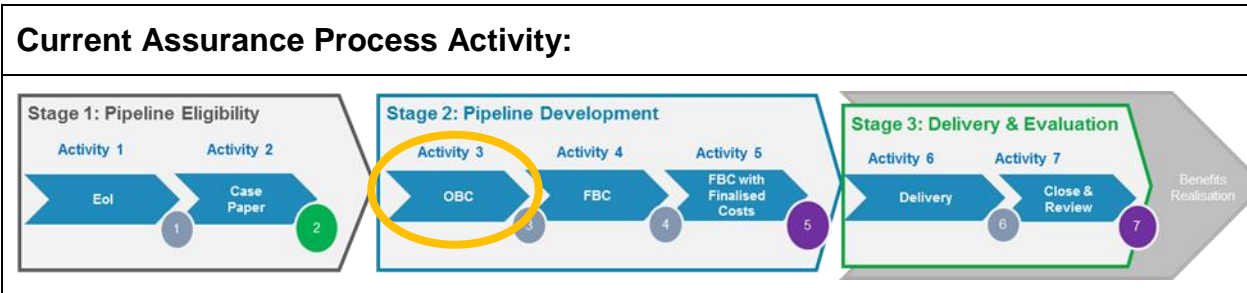 Current Assurance Process Activity:
Stage 1: Pipeline Eligibility
Activity 1
Activity 2
EoI
Case
Paper
1
2
Stage 2: Pipeline Development
Activity 3
Activity 4
Activity 5
OBC
FBC
FBC with
Finalised
Costs
3
4
5
Stage 3: Delivery & Evaluation
Activity 6
Activity 7
Delivery
Close &
Review
6
7
Benefits
Realisation